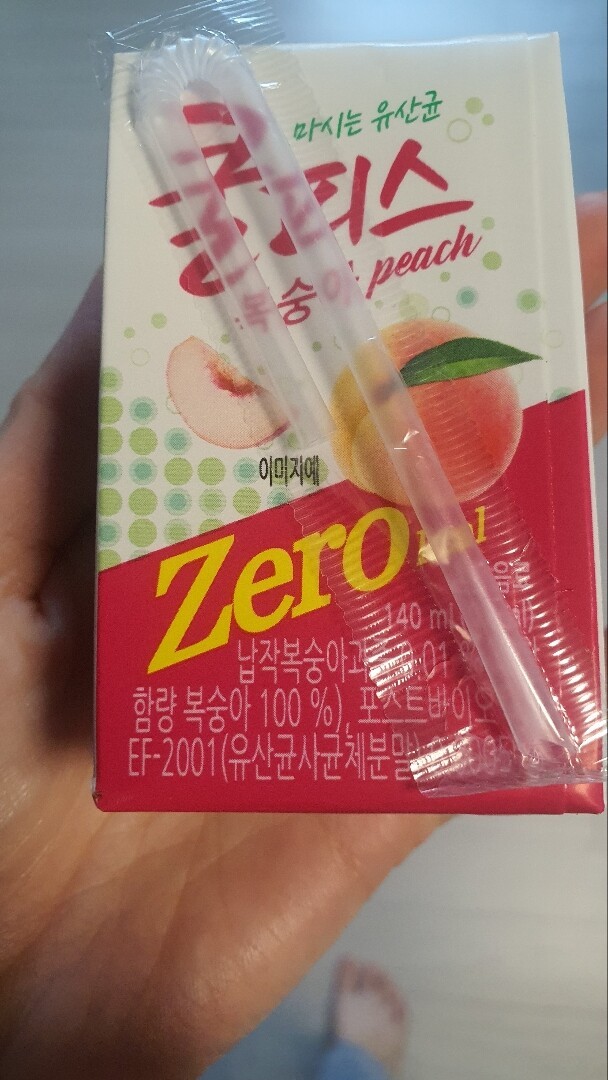 마시는 유산균
쿨피스
복숭아 peach
이미지예
Zero
140 ml
납작복숭아과
함량 복숭아 100 %), 포스트바이오
EF-2001(유산균사균체분말)